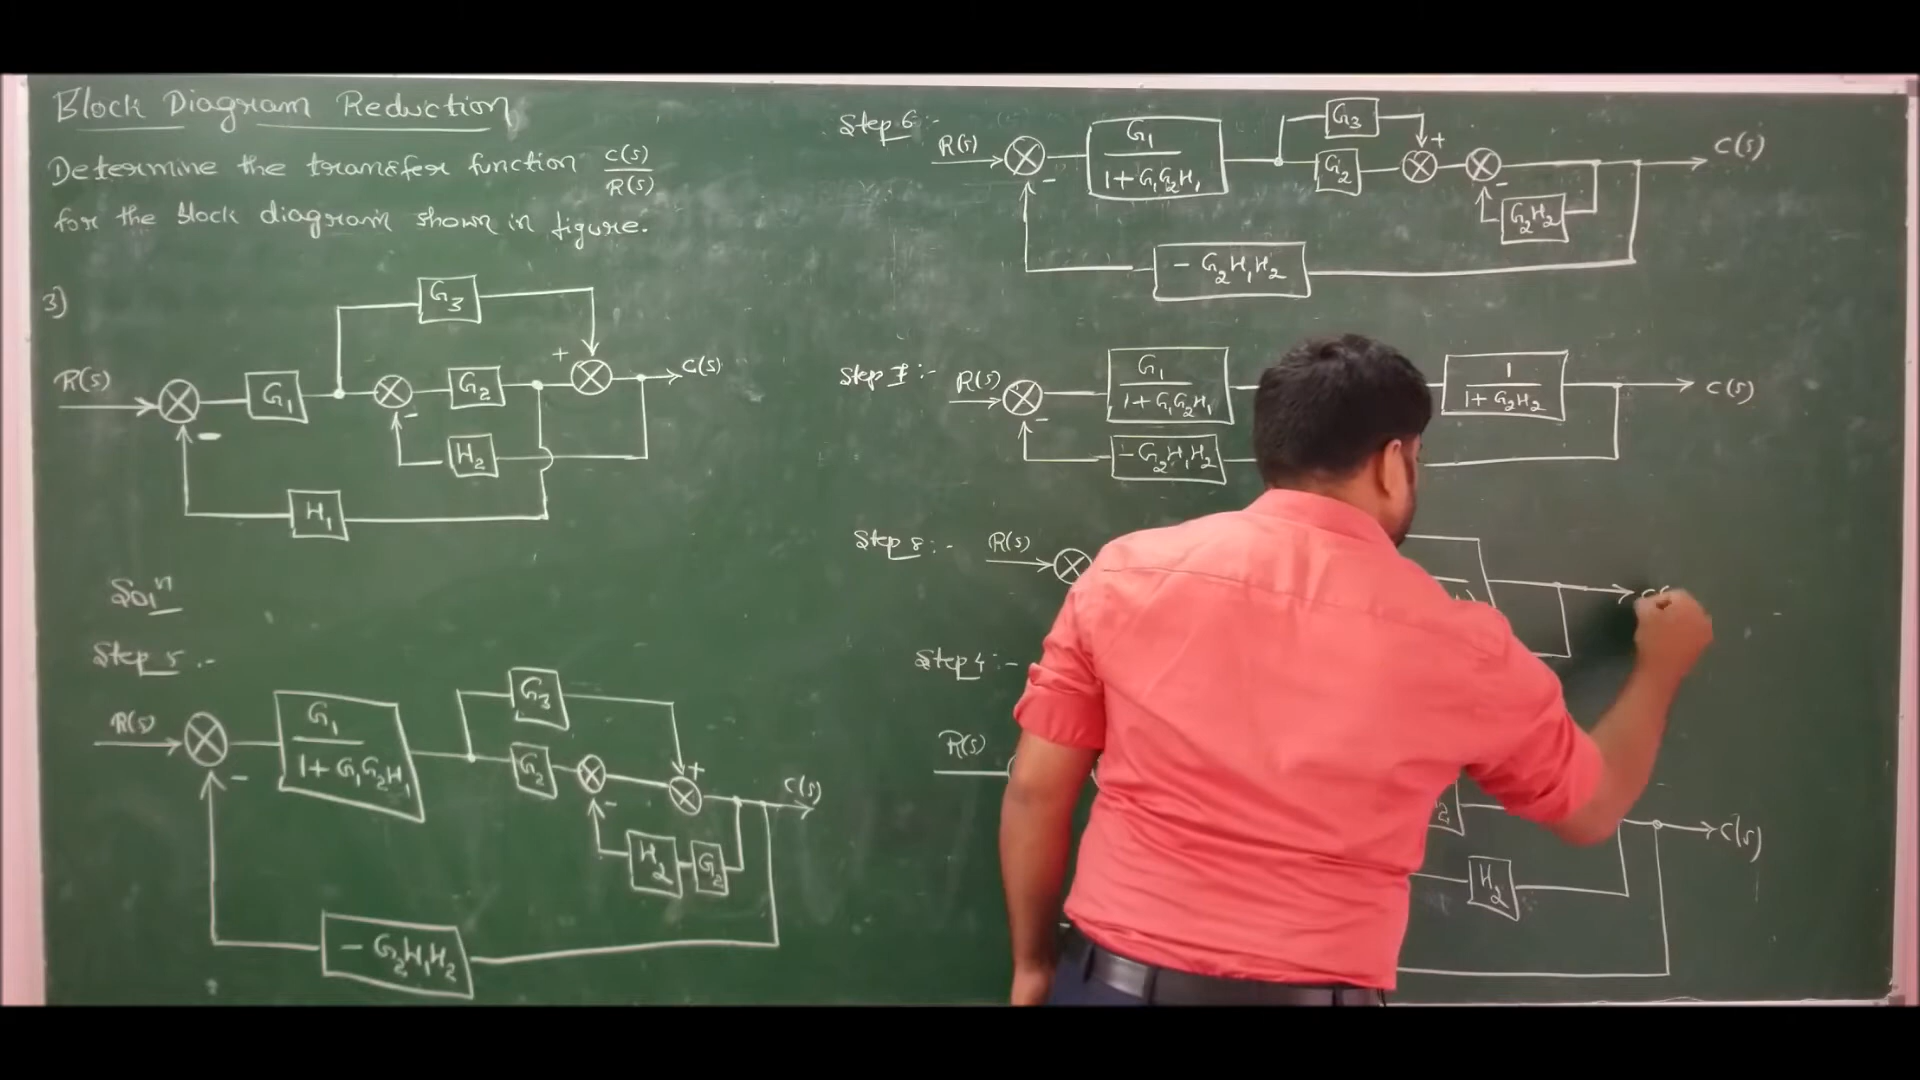 Block Diagram Reduction
Determine the transfer function C(s)/R(s)
for the block diagram shown in figure.
3)
G3
R(s)
G1
G2
+
C(s)
-
-
H2
H1
Solⁿ
Step 5 :-
R(s)
-
G1
1+G1G2H1
G3
G2
-
+
C(s)
H2
G2
- G2H1H2
Step 6 :-
R(s)
-
G1
1+G1G2H1
G3
G2
+
-
C(s)
G2H2
- G2H1H2
Step 7 :-
R(s)
-
G1
1+G1G2H1
1
1+G2H2
C(s)
-G2H1H2
Step 8 :-
R(s)
Step 4 :-
R(s)
H2
C(s)